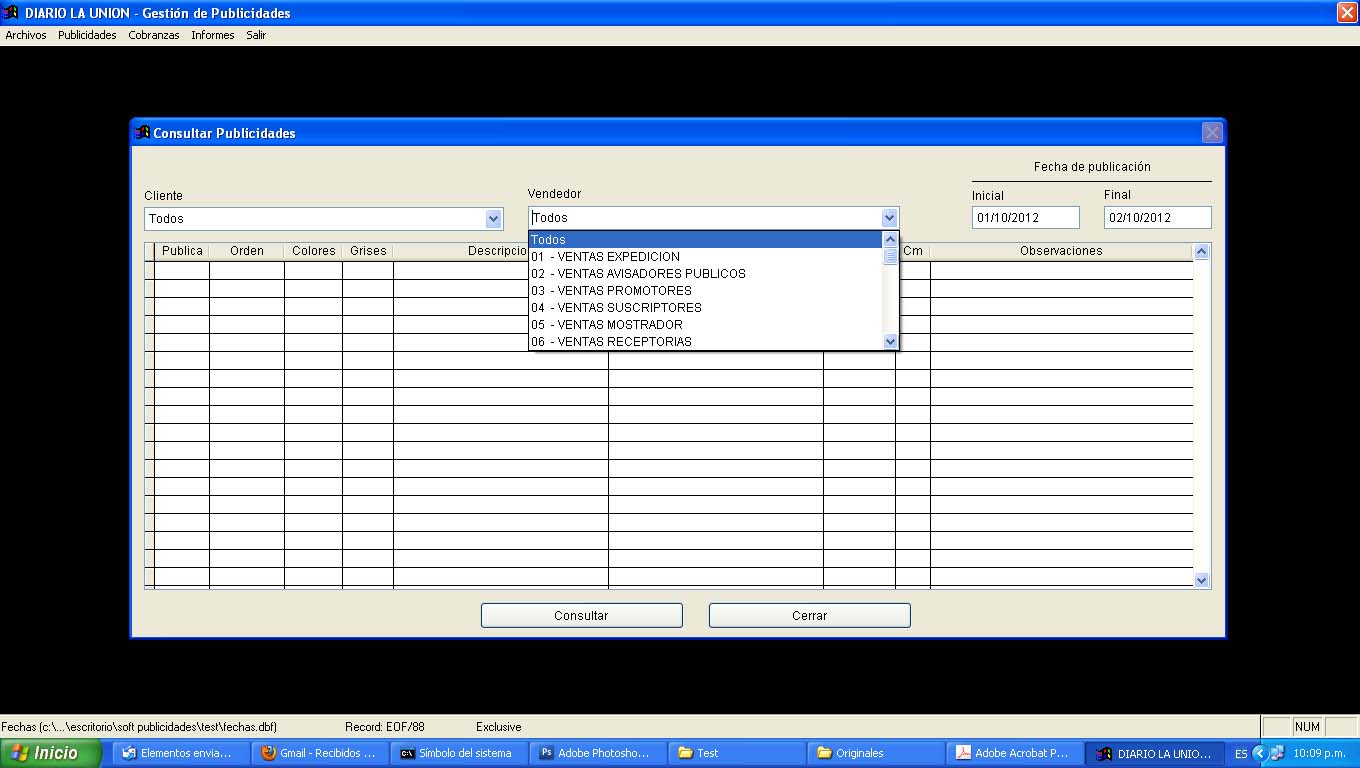 DIARIO LA UNION - Gestión de Publicidades
Archivos Publicidades Cobranzas Informes Salir
Consultar Publicidades
Fecha de publicación
Cliente
Vendedor
Inicial
Final
Todos
Todos
01/10/2012
02/10/2012
Publica Orden Colores Grises Descripcio Cm Observaciones
Todos
01 - VENTAS EXPEDICION
02 - VENTAS AVISADORES PUBLICOS
03 - VENTAS PROMOTORES
04 - VENTAS SUSCRIPTORES
05 - VENTAS MOSTRADOR
06 - VENTAS RECEPTORIAS
Consultar
Cerrar
Fechas (c:\...\escritorio\soft publicidades\test\fechas.dbf) Record: EOF/88 Exclusive NUM
Inicio Elementos envia... Gmail - Recibidos ... Símbolo del sistema Adobe Photosho... Test Originales Adobe Acrobat P... DIARIO LA UNIO... ES 10:09 p.m.